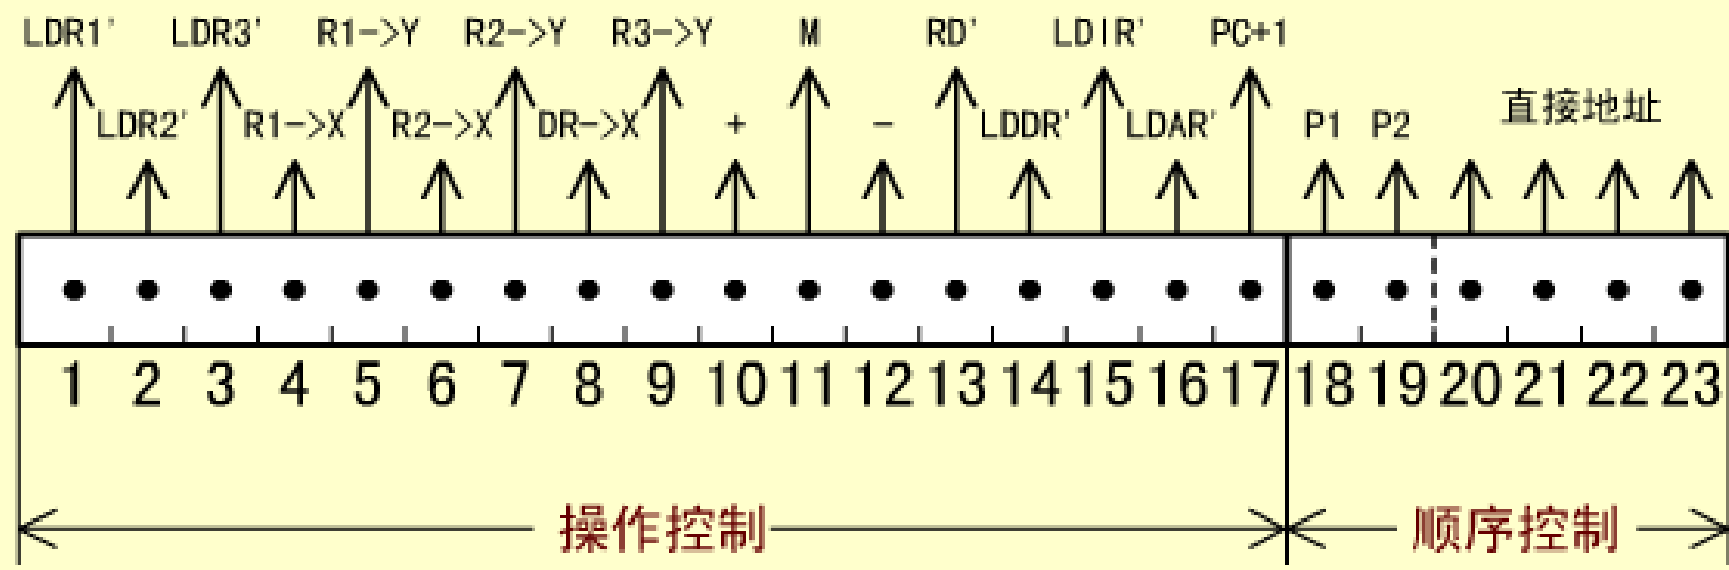 LDR1' LDR3' R1->Y R2->Y R3->Y M RD' LDIR' PC+1
LDR2' R1->X R2->X DR->X + - LDDR' LDAR' P1 P2 直接地址
1 2 3 4 5 6 7 8 9 10 11 12 13 14 15 16 17 18 19 20 21 22 23
操作控制 顺序控制